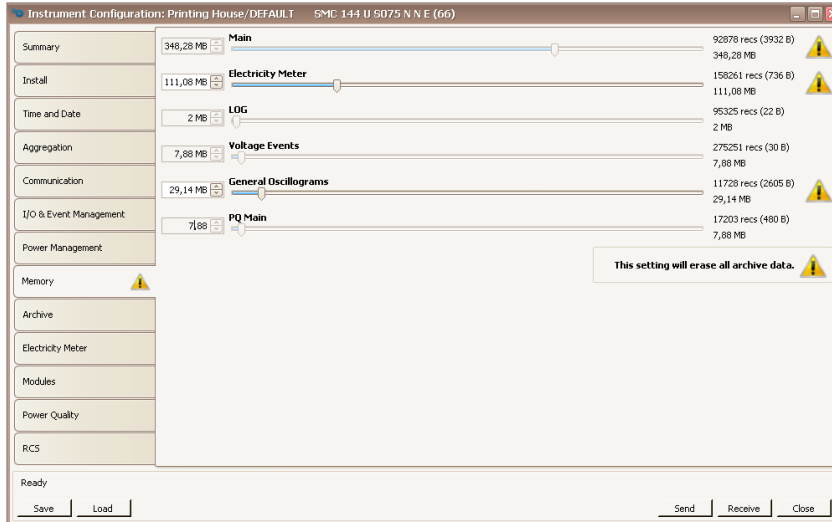 Instrument Configuration: Printing House/DEFAULT SMC 144 U S075 N N E (66)
Summary
Install
Time and Date
Aggregation
Communication
I/O & Event Management
Power Management
Memory
Archive
Electricity Meter
Modules
Power Quality
RCS
348,28 MB Main 92878 recs (3932 B)
348,28 MB
111,08 MB Electricity Meter 158261 recs (736 B)
111,08 MB
2 MB LOG 95325 recs (22 B)
2 MB
7,88 MB Voltage Events 275251 recs (30 B)
7,88 MB
29,14 MB General Oscillograms 11728 recs (2605 B)
29,14 MB
7,88 PQ Main 17203 recs (480 B)
7,88 MB
This setting will erase all archive data.
Ready
Save Load Send Receive Close